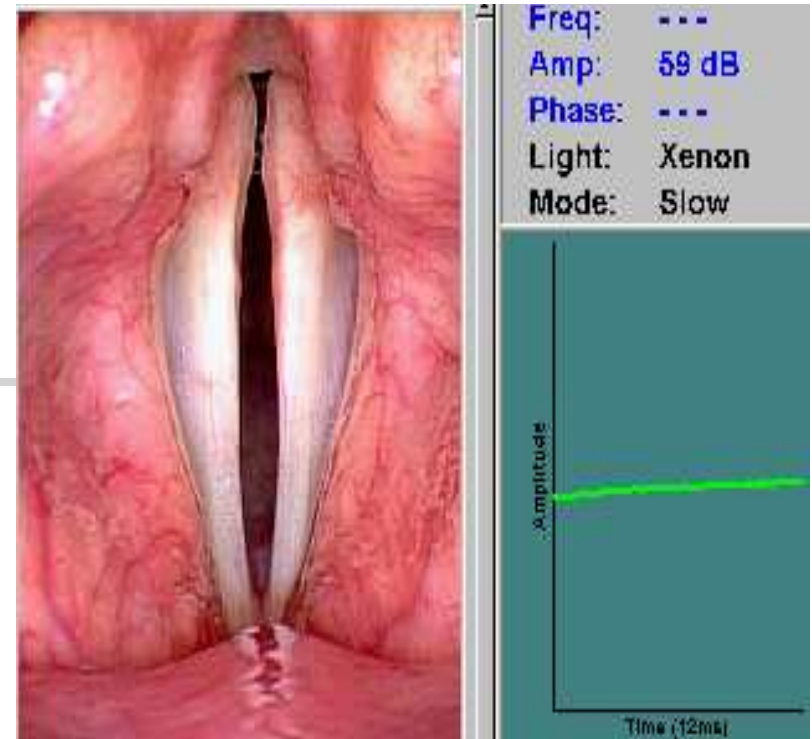 Freq: ---
Amp: 59 dB
Phase: ---
Light: Xenon
Mode: Slow
Amplitude
Time (12ms)